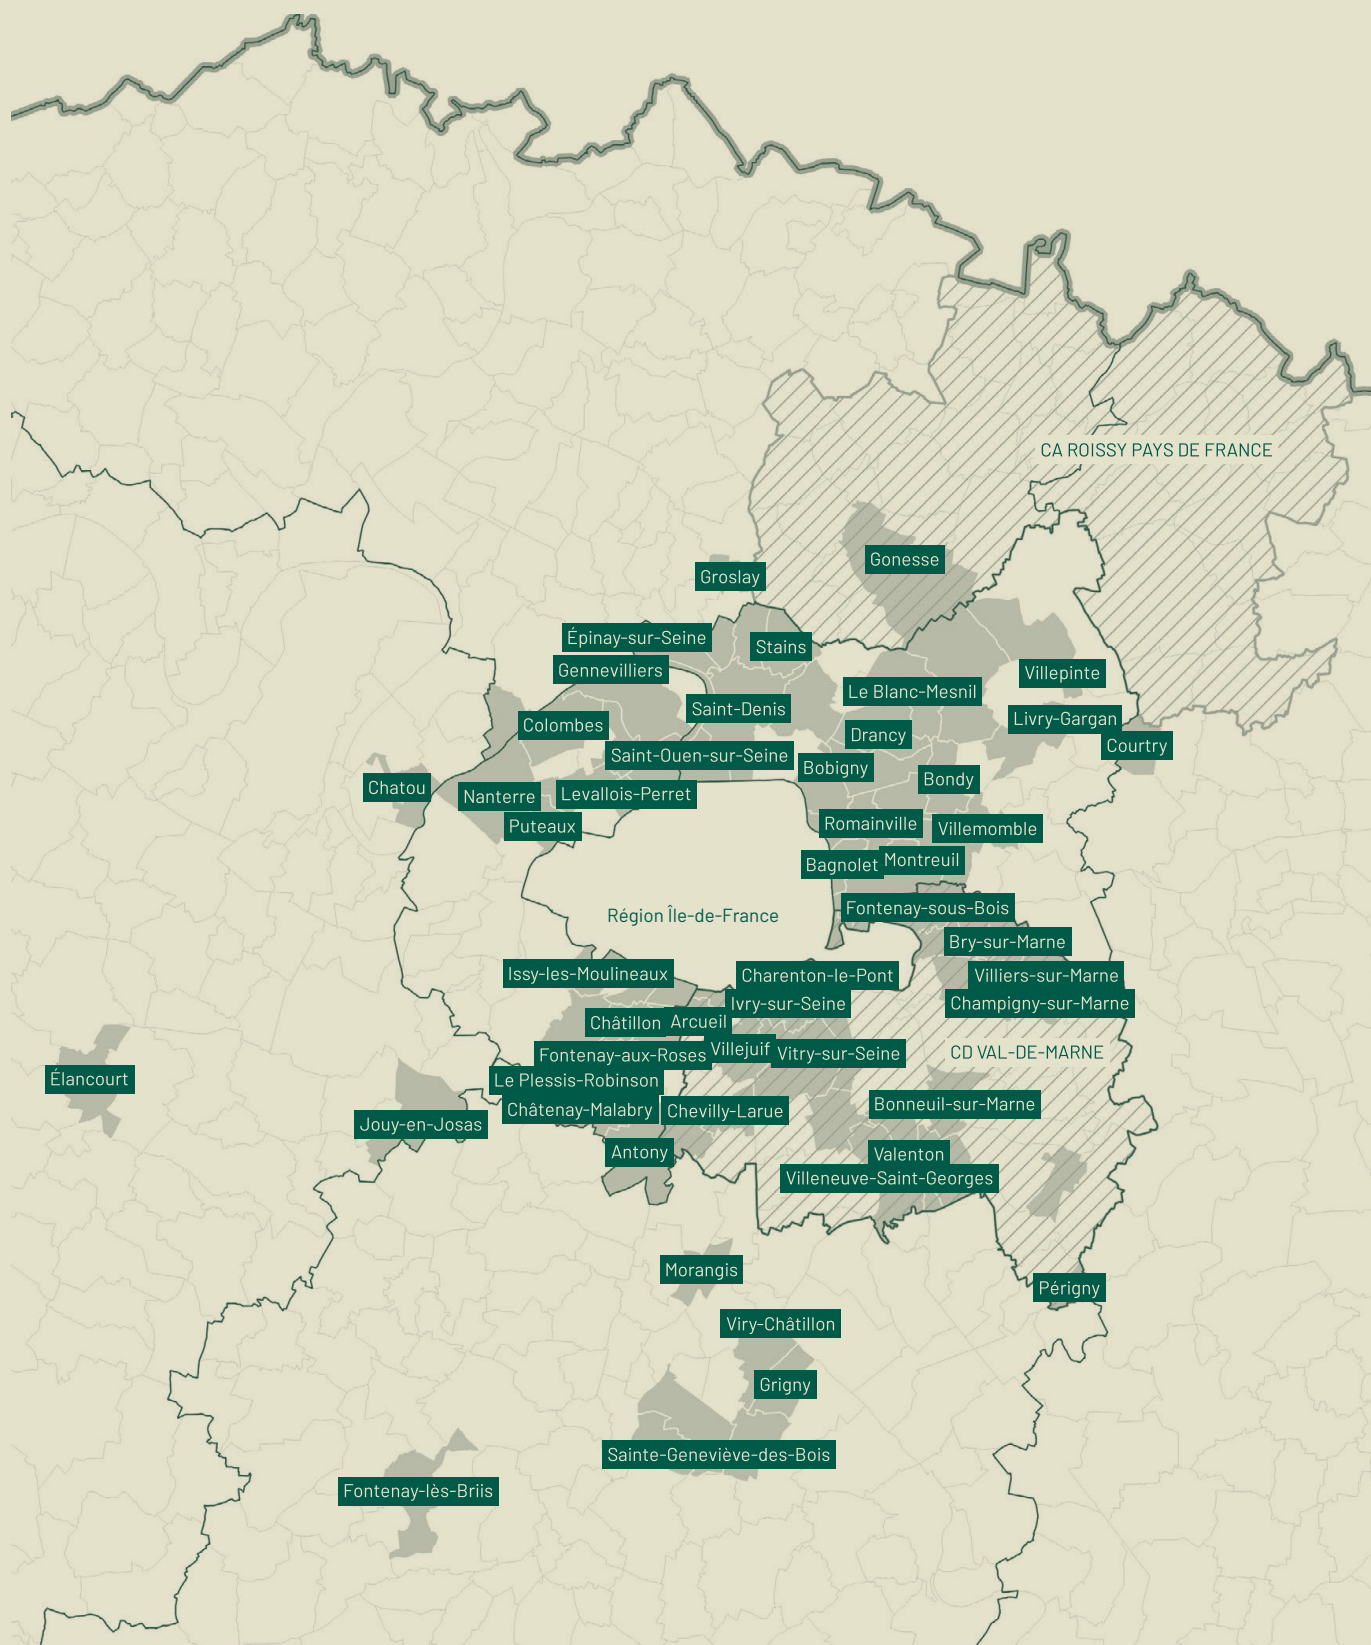 CA ROISSY PAYS DE FRANCE
Gonesse
Groslay
Épinay-sur-Seine
Stains
Gennevilliers
Villepinte
Le Blanc-Mesnil
Saint-Denis
Livry-Gargan
Colombes
Drancy
Courtry
Saint-Ouen-sur-Seine
Bobigny
Bondy
Chatou
Nanterre
Levallois-Perret
Puteaux
Romainville
Villemomble
Bagnolet
Montreuil
Fontenay-sous-Bois
Région Île-de-France
Bry-sur-Marne
Issy-les-Moulineaux
Charenton-le-Pont
Villiers-sur-Marne
Ivry-sur-Seine
Champigny-sur-Marne
Châtillon
Arcueil
Fontenay-aux-Roses
Villejuif
Vitry-sur-Seine
CD VAL-DE-MARNE
Élancourt
Le Plessis-Robinson
Châtenay-Malabry
Chevilly-Larue
Bonneuil-sur-Marne
Jouy-en-Josas
Antony
Valenton
Villeneuve-Saint-Georges
Morangis
Périgny
Viry-Châtillon
Grigny
Sainte-Geneviève-des-Bois
Fontenay-lès-Briis